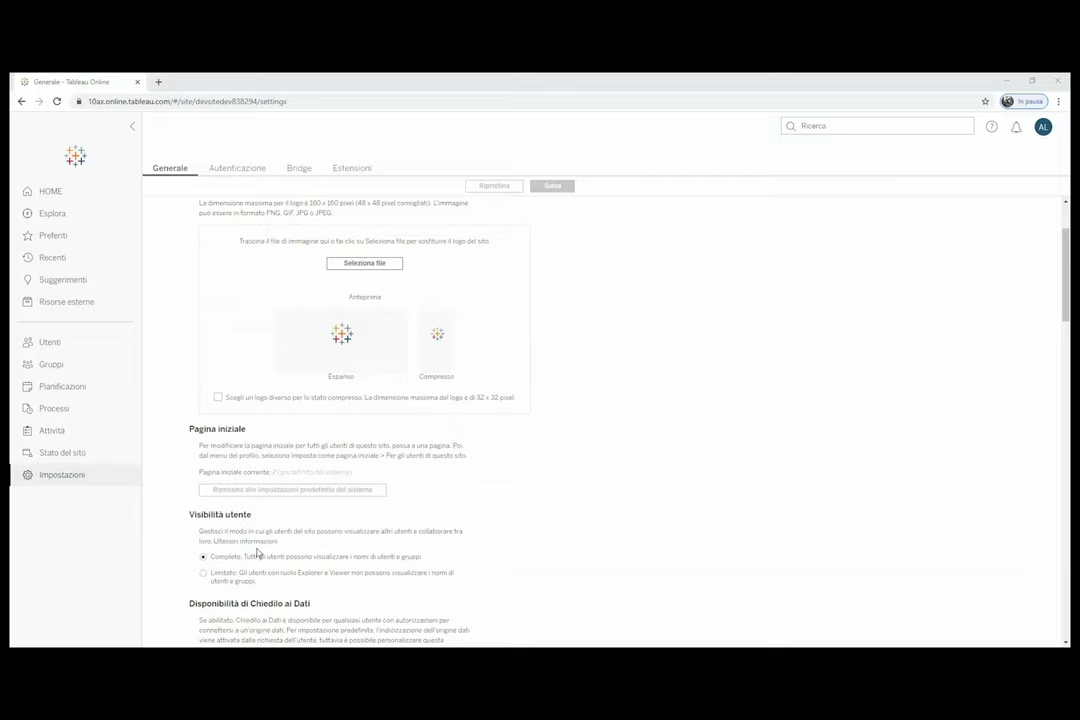 Generale - Tableau Online
10ax.online.tableau.com/#/site/devsitedev838294/settings
In pausa
Ricerca
AL
HOME
Esplora
Preferiti
Recenti
Suggerimenti
Risorse esterne
Utenti
Gruppi
Pianificazioni
Processi
Attività
Stato del sito
Impostazioni
Generale Autenticazione Bridge Estensioni
Ripristina Salva
La dimensione massima per il logo è 160 x 160 pixel (48 x 48 pixel consigliati). L'immagine
può essere in formato PNG, GIF, JPG o JPEG.
Trascina il file di immagine qui o fai clic su Seleziona file per sostituire il logo del sito
Seleziona file
Anteprima
Espanso Compresso
Scegli un logo diverso per lo stato compresso. La dimensione massima del logo è di 32 x 32 pixel.
Pagina iniziale
Per modificare la pagina iniziale per tutti gli utenti di questo sito, passa a una pagina. Poi,
dal menu del profilo, seleziona Imposta come pagina iniziale > Per gli utenti di questo sito.
Pagina iniziale corrente: / (predefinito del sistema)
Ripristina alle impostazioni predefinite del sistema
Visibilità utente
Gestisci il modo in cui gli utenti del sito possono visualizzare altri utenti e collaborare tra
loro. Ulteriori informazioni
Completo. Tutti gli utenti possono visualizzare i nomi di utenti e gruppi.
Limitato: Gli utenti con ruolo Explorer e Viewer non possono visualizzare i nomi di
utenti e gruppi.
Disponibilità di Chiedilo ai Dati
Se abilitato, Chiedilo ai Dati è disponibile per qualsiasi utente con autorizzazioni per
connettersi a un'origine dati. Per impostazione predefinita, l'indicizzazione dell'origine dati
viene attivata dalla richiesta dell'utente, tuttavia è possibile personalizzare questa